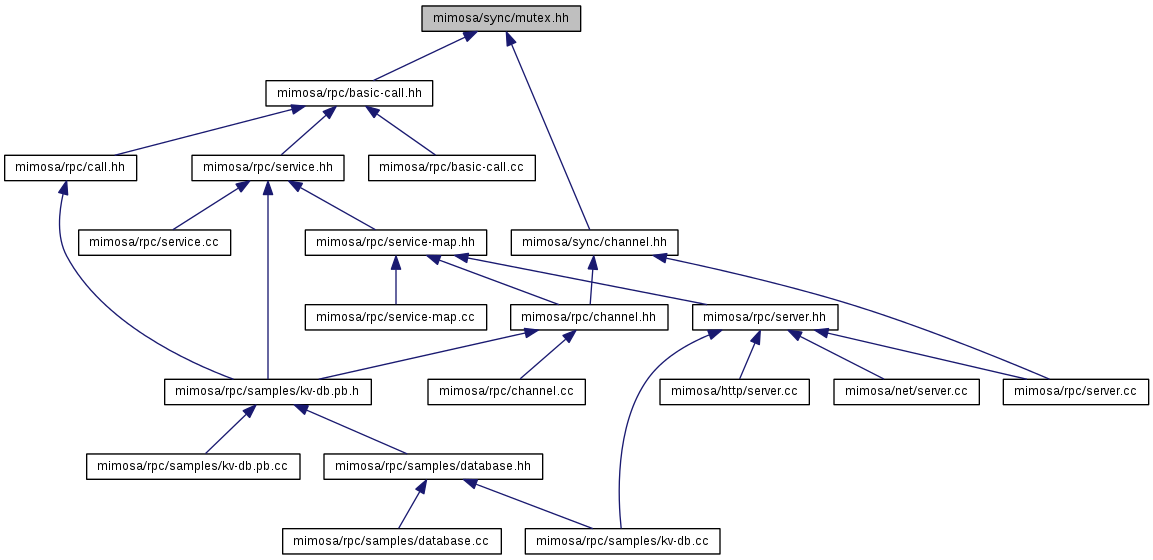 mimosa/sync/mutex.hh
mimosa/rpc/basic-call.hh
mimosa/rpc/call.hh
mimosa/rpc/service.hh
mimosa/rpc/basic-call.cc
mimosa/rpc/service.cc
mimosa/rpc/service-map.hh
mimosa/sync/channel.hh
mimosa/rpc/service-map.cc
mimosa/rpc/channel.hh
mimosa/rpc/server.hh
mimosa/rpc/samples/kv-db.pb.h
mimosa/rpc/channel.cc
mimosa/http/server.cc
mimosa/net/server.cc
mimosa/rpc/server.cc
mimosa/rpc/samples/kv-db.pb.cc
mimosa/rpc/samples/database.hh
mimosa/rpc/samples/database.cc
mimosa/rpc/samples/kv-db.cc